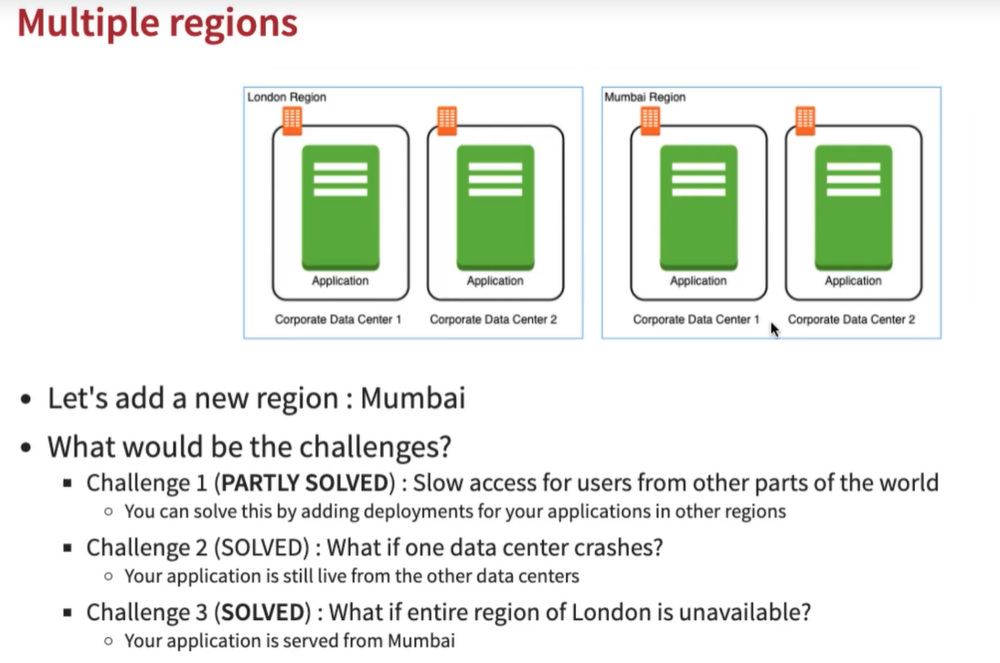 Multiple regions
London Region
Mumbai Region
Application
Application
Application
Application
Corporate Data Center 1
Corporate Data Center 2
Corporate Data Center 1
Corporate Data Center 2
Let's add a new region : Mumbai
What would be the challenges?
Challenge 1 (PARTLY SOLVED) : Slow access for users from other parts of the world
You can solve this by adding deployments for your applications in other regions
Challenge 2 (SOLVED) : What if one data center crashes?
Your application is still live from the other data centers
Challenge 3 (SOLVED) : What if entire region of London is unavailable?
Your application is served from Mumbai